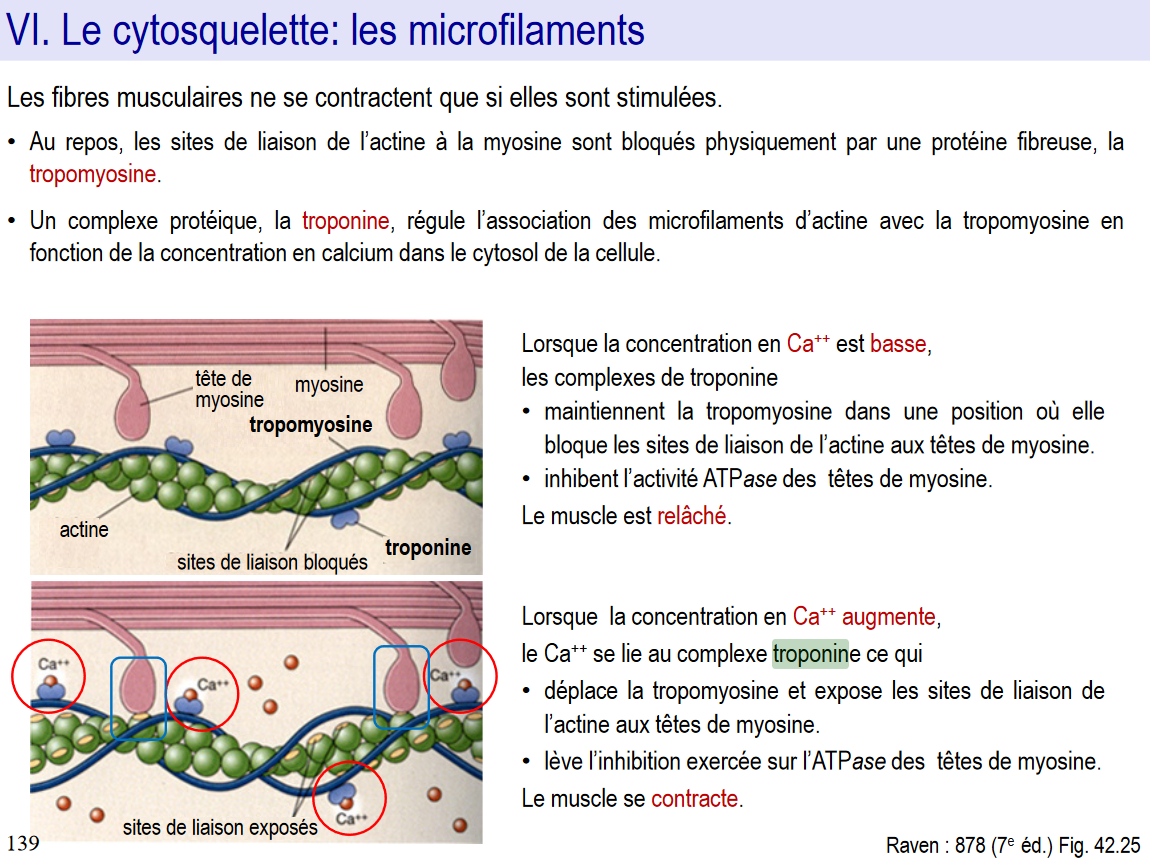 VI. Le cytosquelette: les microfilaments
Les fibres musculaires ne se contractent que si elles sont stimulées.
• Au repos, les sites de liaison de l’actine à la myosine sont bloqués physiquement par une protéine fibreuse, la
tropomyosine.
• Un complexe protéique, la troponine, régule l’association des microfilaments d’actine avec la tropomyosine en
fonction de la concentration en calcium dans le cytosol de la cellule.
tête de
myosine
myosine
tropomyosine
actine
sites de liaison bloqués
troponine
Lorsque la concentration en Ca⁺⁺ est basse,
les complexes de troponine
• maintiennent la tropomyosine dans une position où elle
bloque les sites de liaison de l’actine aux têtes de myosine.
• inhibent l’activité ATPase des têtes de myosine.
Le muscle est relâché.
Ca⁺⁺
Ca⁺⁺
Ca⁺⁺
Ca⁺⁺
sites de liaison exposés
Lorsque la concentration en Ca⁺⁺ augmente,
le Ca⁺⁺ se lie au complexe troponine ce qui
• déplace la tropomyosine et expose les sites de liaison de
l’actine aux têtes de myosine.
• lève l’inhibition exercée sur l’ATPase des têtes de myosine.
Le muscle se contracte.
139
Raven : 878 (7ᵉ éd.) Fig. 42.25